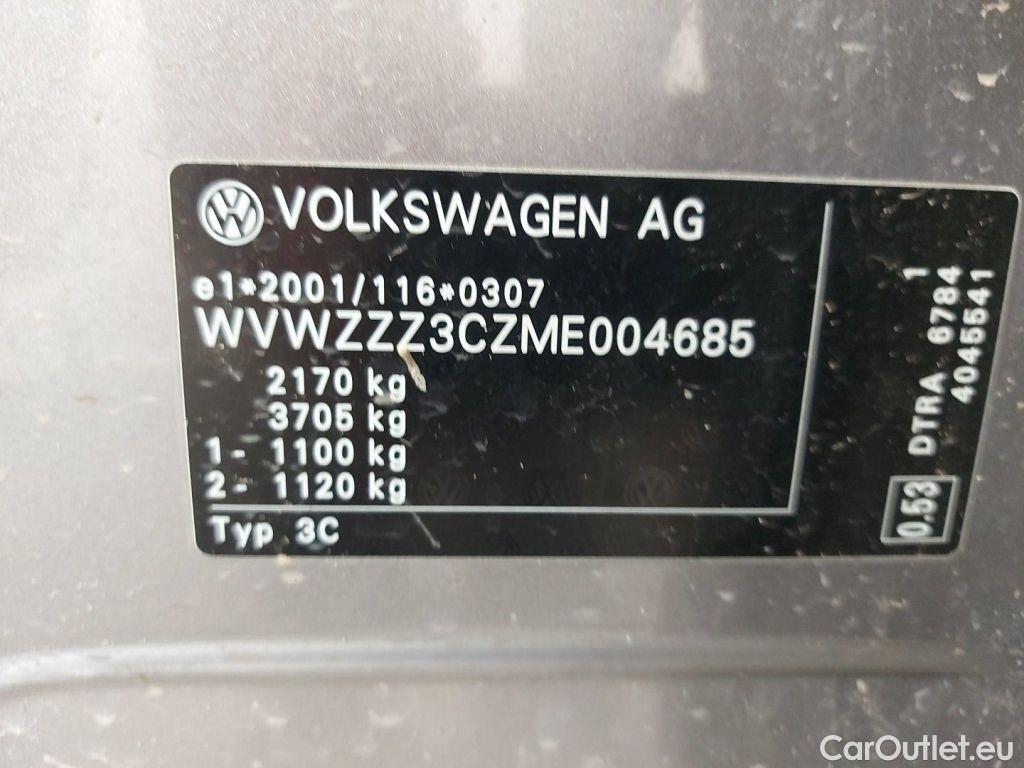 VOLKSWAGEN AG
e1*2001/116*0307
WVWZZZ3CZME004685
2170 kg
3705 kg
1- 1100 kg
2- 1120 kg
Typ 3C
0.53 DTRA 6784 1
4045541
CarOutlet.eu